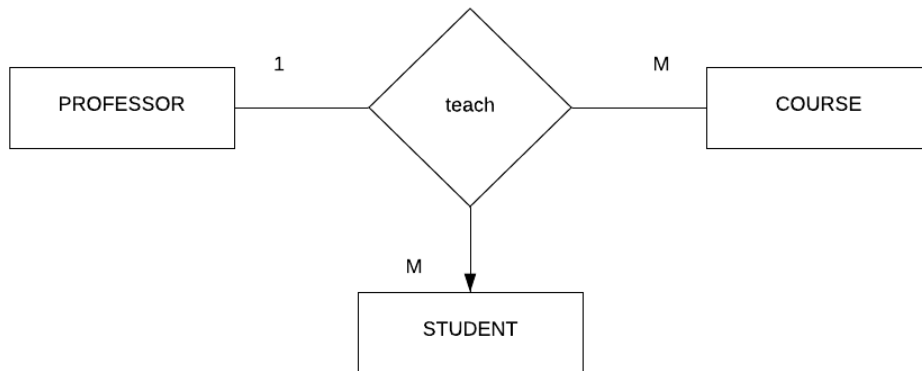 1
M
PROFESSOR
teach
COURSE
M
STUDENT